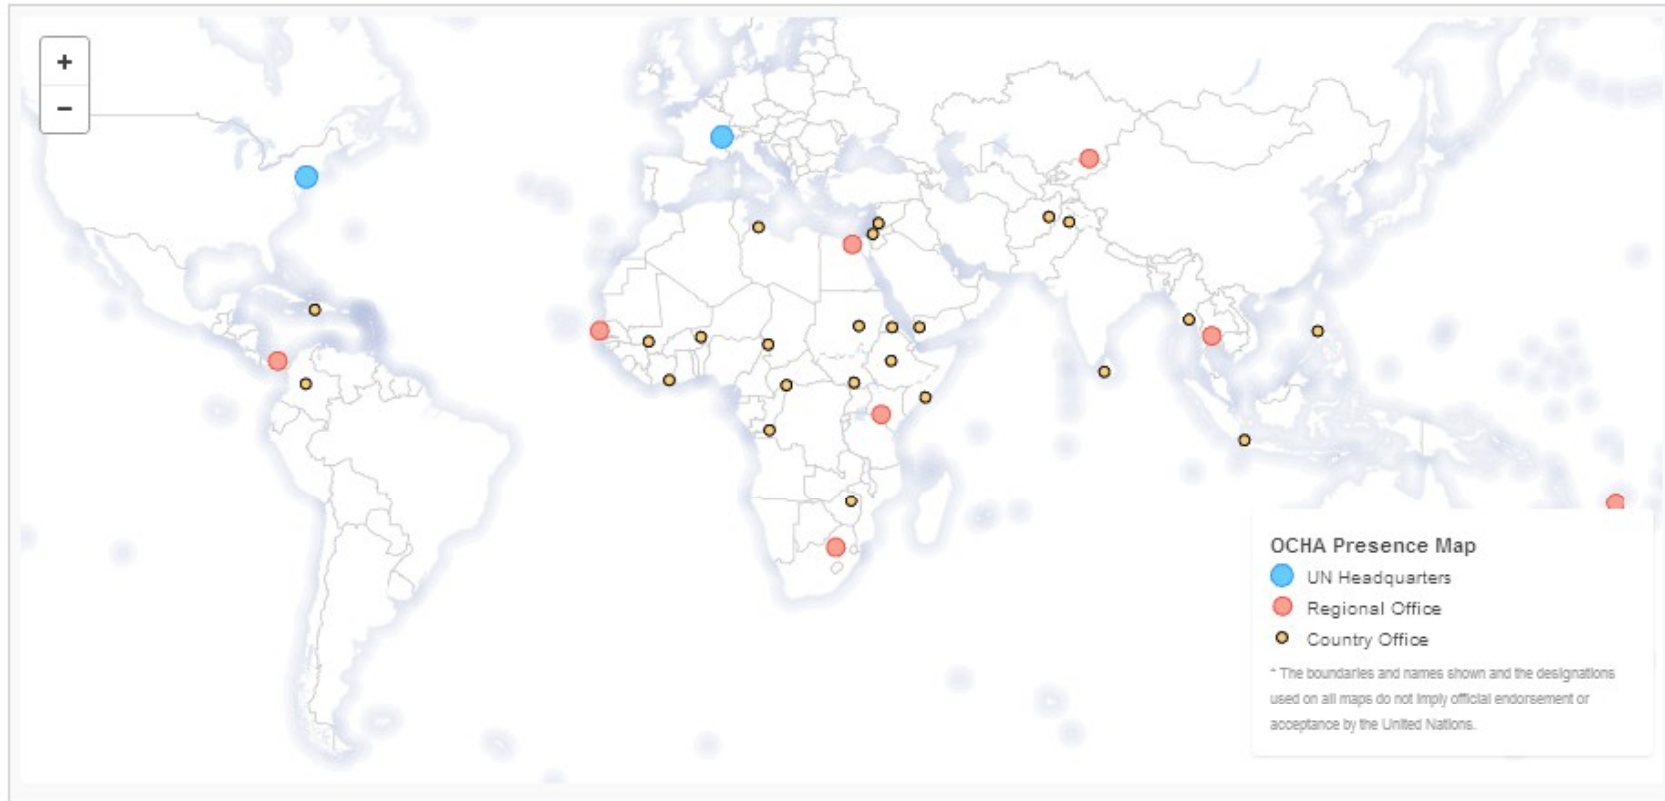 +
−
OCHA Presence Map
UN Headquarters
Regional Office
Country Office
* The boundaries and names shown and the designations
used on all maps do not imply official endorsement or
acceptance by the United Nations.